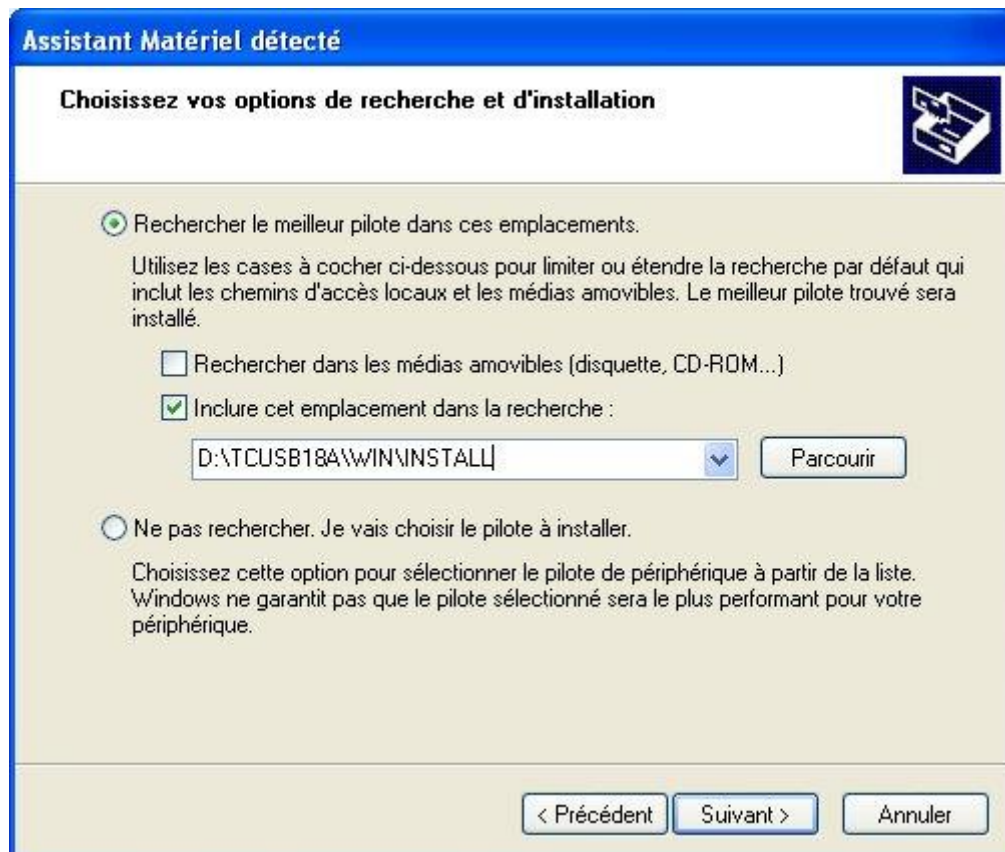 Assistant Matériel détecté
Choisissez vos options de recherche et d'installation
Rechercher le meilleur pilote dans ces emplacements.
Utilisez les cases à cocher ci-dessous pour limiter ou étendre la recherche par défaut qui
inclut les chemins d'accès locaux et les médias amovibles. Le meilleur pilote trouvé sera
installé.
Rechercher dans les médias amovibles (disquette, CD-ROM...)
Inclure cet emplacement dans la recherche :
D:\TCUSB18A\WIN\INSTALL
Parcourir
Ne pas rechercher. Je vais choisir le pilote à installer.
Choisissez cette option pour sélectionner le pilote de périphérique à partir de la liste.
Windows ne garantit pas que le pilote sélectionné sera le plus performant pour votre
périphérique.
< Précédent Suivant > Annuler